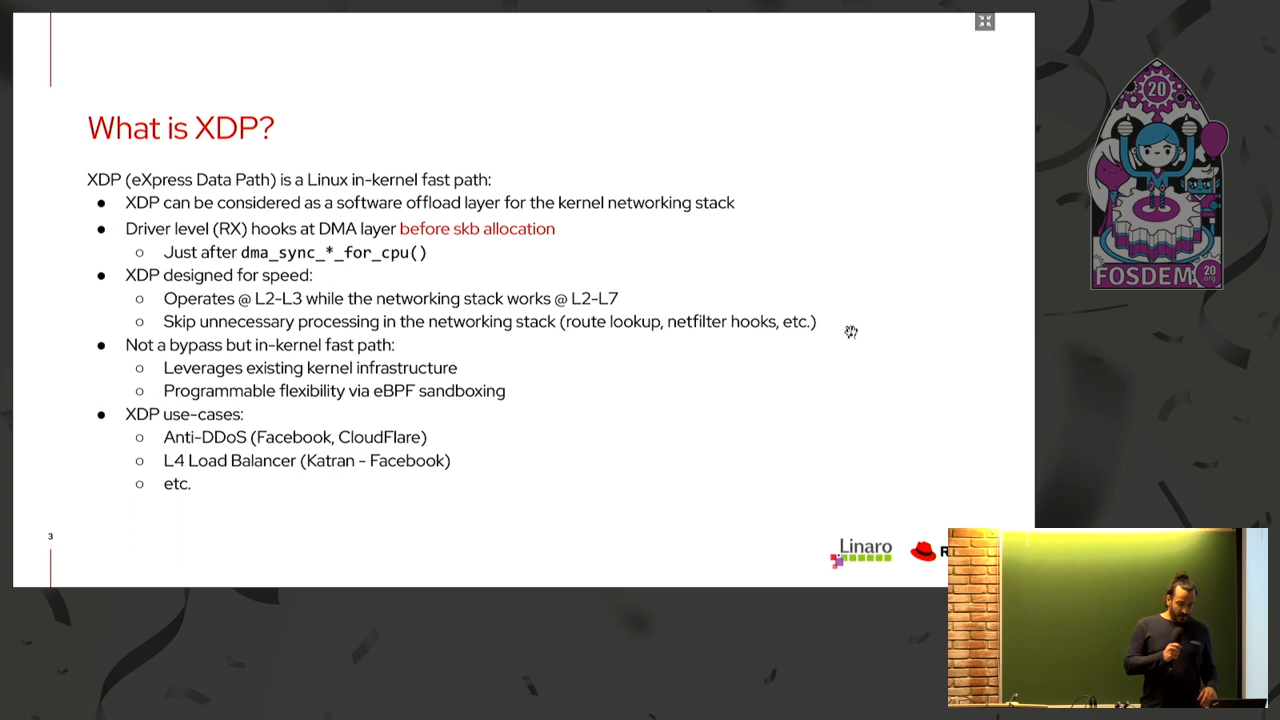 What is XDP?
XDP (eXpress Data Path) is a Linux in-kernel fast path:
● XDP can be considered as a software offload layer for the kernel networking stack
● Driver level (RX) hooks at DMA layer before skb allocation
○ Just after dma_sync_*_for_cpu()
● XDP designed for speed:
○ Operates @ L2-L3 while the networking stack works @ L2-L7
○ Skip unnecessary processing in the networking stack (route lookup, netfilter hooks, etc.)
● Not a bypass but in-kernel fast path:
○ Leverages existing kernel infrastructure
○ Programmable flexibility via eBPF sandboxing
● XDP use-cases:
○ Anti-DDoS (Facebook, CloudFlare)
○ L4 Load Balancer (Katran - Facebook)
○ etc.
3
Linaro
R
20
FOSDEM
20
.org